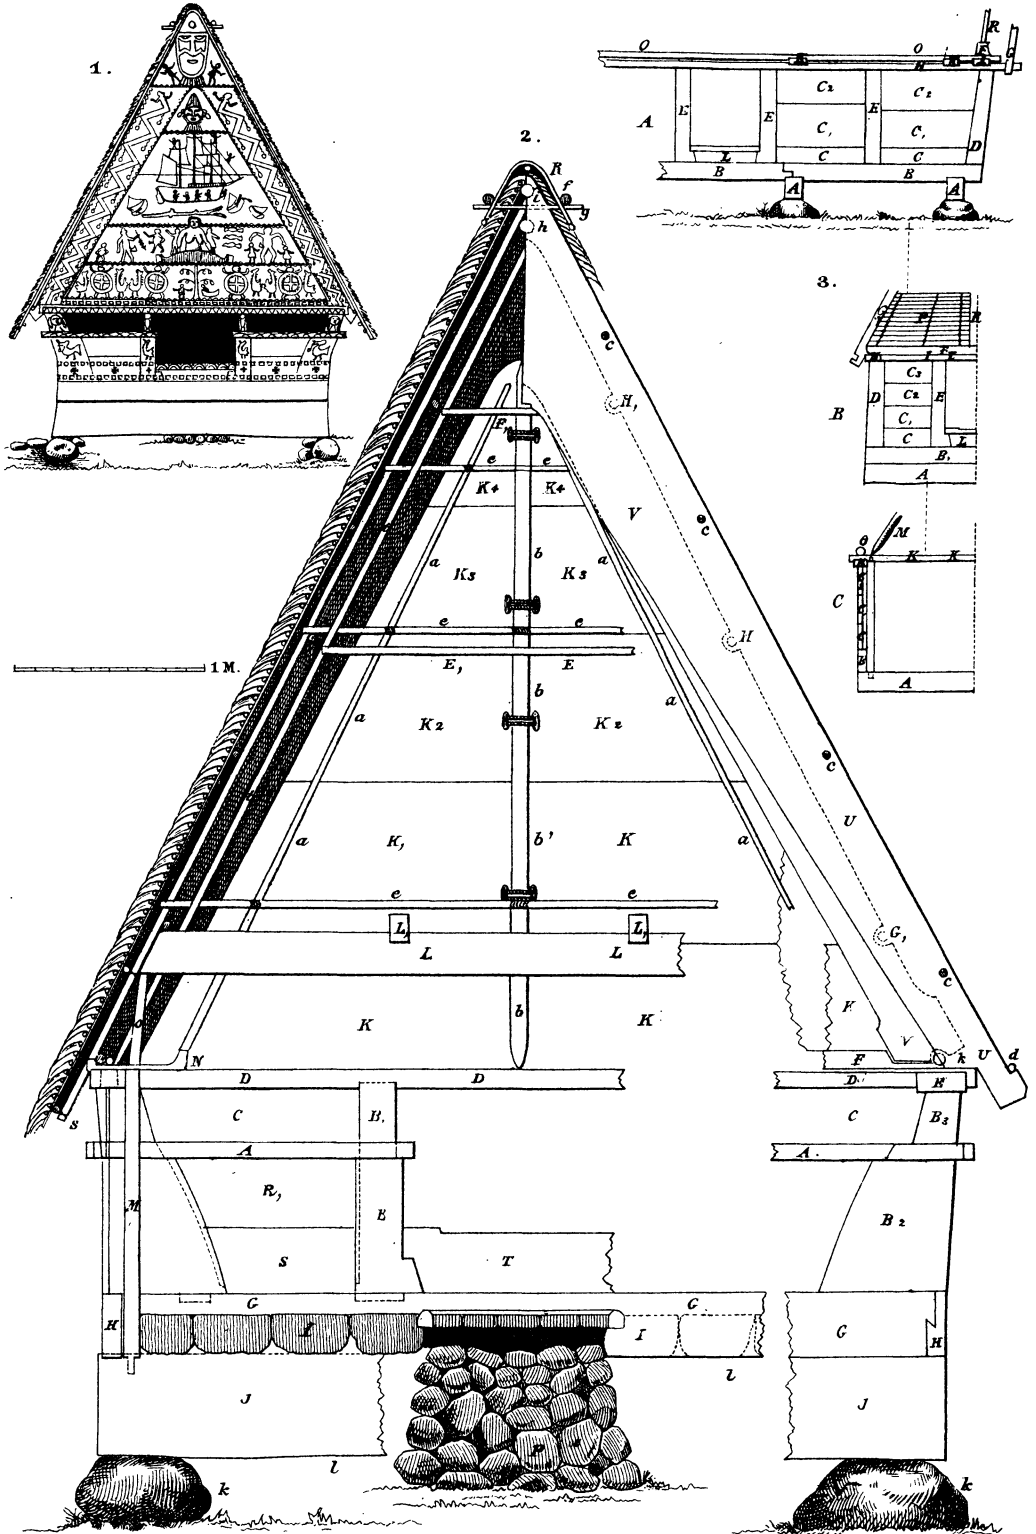 1.
2.
3.
1 M.
O O R
E E E C2 C2
A C, C, D
L C C
B B
A A
R
i f
g
h
c
P R
C3
D C2 E
B C,
C L
B,
A
H,
F,
e e
K4 K4
V
c
b
a K3 K3 a
M
K K
C
A
e e
H
E, E
b
a K2 K2 a
c
U
a K, b' K a
e e
L, L,
L L
G,
c
b
K K K
V
N F k U d
D D D E
s
C B, C B3
A A
M R, E B2
S T
G G G
H I I H
l
J J
p
l
k k